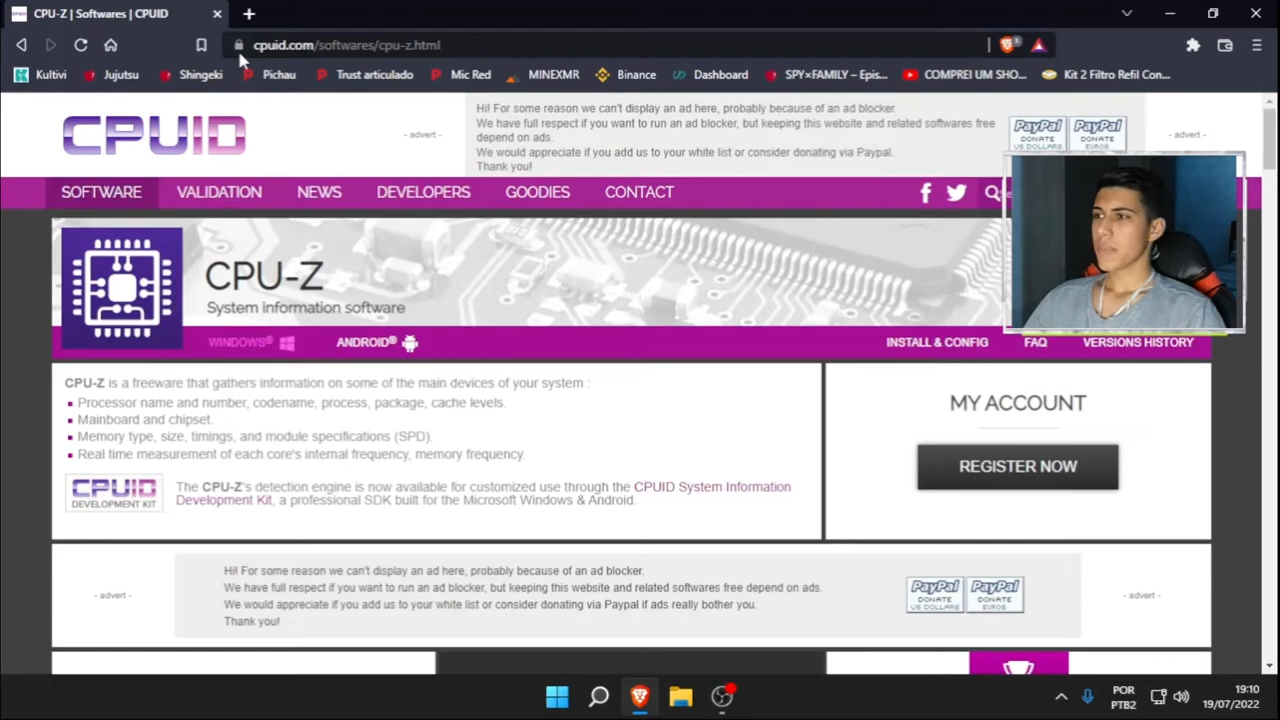 CPU-Z | Softwares | CPUID
cpuid.com/softwares/cpu-z.html
Kultivi Jujutsu Shingeki Pichau Trust articulado Mic Red MINEXMR Binance Dashboard SPY×FAMILY – Epis... COMPREI UM SHO... Kit 2 Filtro Refil Con...
CPUID
- advert -
Hi! For some reason we can't display an ad here, probably because of an ad blocker.
We have full respect if you want to run an ad blocker, but keeping this website and related softwares free
depend on ads.
We would appreciate if you add us to your white list or consider donating via Paypal.
Thank you!
PayPal DONATE US DOLLARS
PayPal DONATE EUROS
- advert -
SOFTWARE VALIDATION NEWS DEVELOPERS GOODIES CONTACT
CPU-Z
System information software
WINDOWS® ANDROID® INSTALL & CONFIG FAQ VERSIONS HISTORY
CPU-Z is a freeware that gathers information on some of the main devices of your system :
Processor name and number, codename, process, package, cache levels.
Mainboard and chipset.
Memory type, size, timings, and module specifications (SPD).
Real time measurement of each core's internal frequency, memory frequency.
CPUID
DEVELOPMENT KIT
The CPU-Z's detection engine is now available for customized use through the CPUID System Information
Development Kit, a professional SDK built for the Microsoft Windows & Android.
MY ACCOUNT
REGISTER NOW
- advert -
Hi! For some reason we can't display an ad here, probably because of an ad blocker.
We have full respect if you want to run an ad blocker, but keeping this website and related softwares free depend on ads.
We would appreciate if you add us to your white list or consider donating via Paypal if ads really bother you.
Thank you!
PayPal DONATE US DOLLARS
PayPal DONATE EUROS
- advert -
POR
PTB2
19:10
19/07/2022